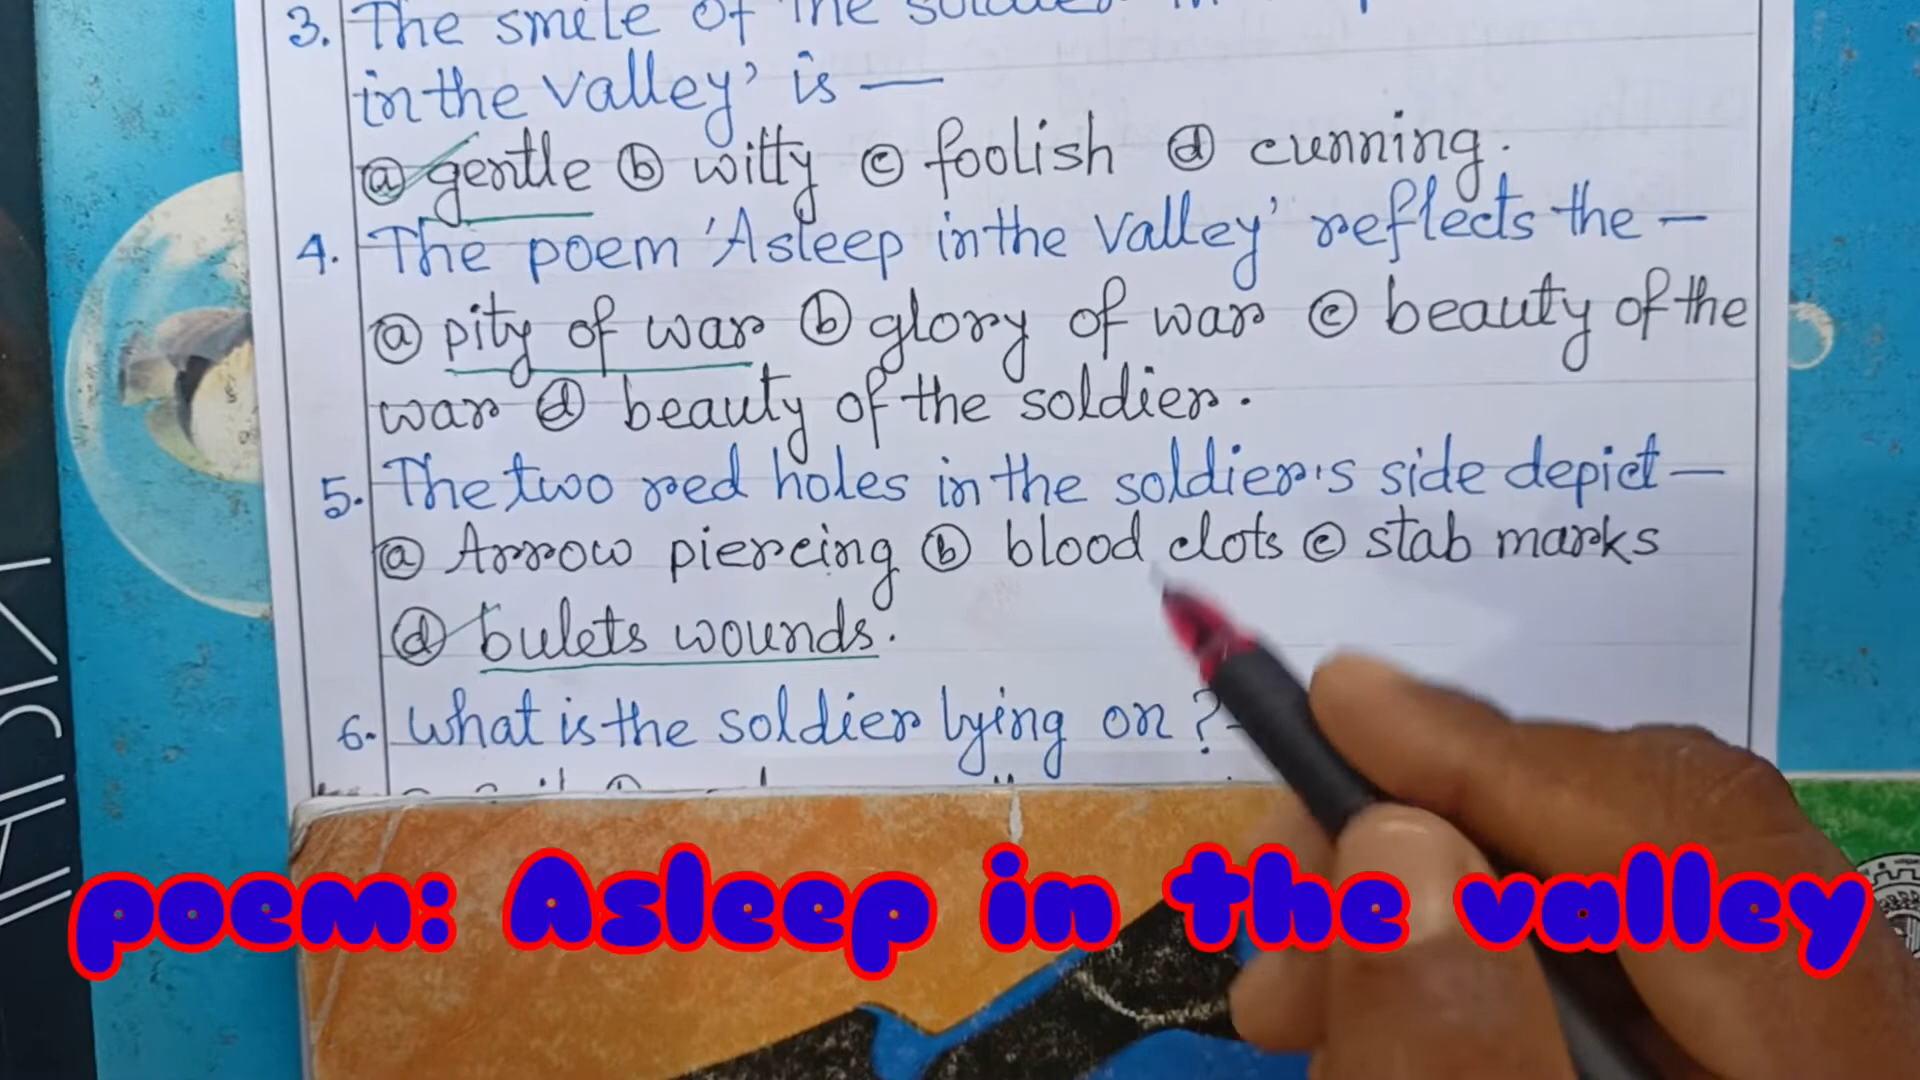 3. The smile of the soldier in
in the valley' is —
ⓐ gentle ⓑ witty ⓒ foolish ⓓ cunning.
4. The poem 'Asleep in the Valley' reflects the —
ⓐ pity of war ⓑ glory of war ⓒ beauty of the
war ⓓ beauty of the soldier.
5. The two red holes in the soldier's side depict —
ⓐ Arrow piercing ⓑ blood clots ⓒ stab marks
ⓓ bulets wounds.
6. What is the soldier lying on ? -
poem: Asleep in the valley